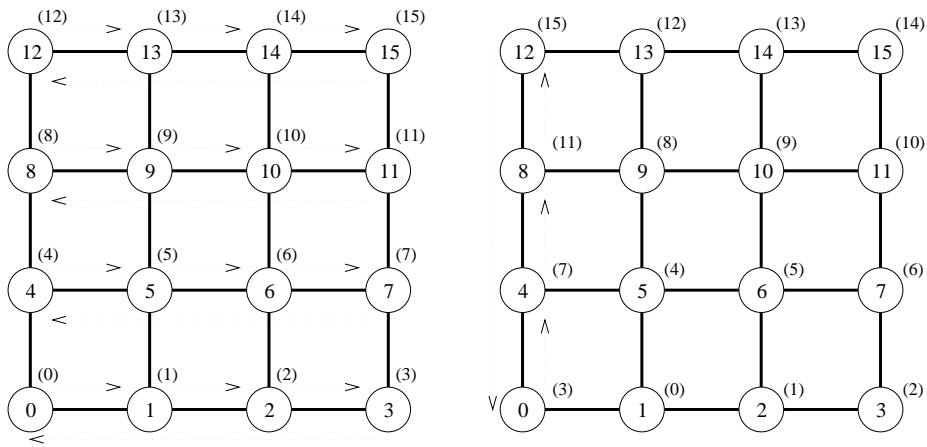 (12) (13) (14) (15) (15) (12) (13) (14)
12 13 14 15 12 13 14 15
(8) (9) (10) (11) (11) (8) (9) (10)
8 9 10 11 8 9 10 11
(4) (5) (6) (7) (7) (4) (5) (6)
4 5 6 7 4 5 6 7
(0) (1) (2) (3) (3) (0) (1) (2)
0 1 2 3 0 1 2 3